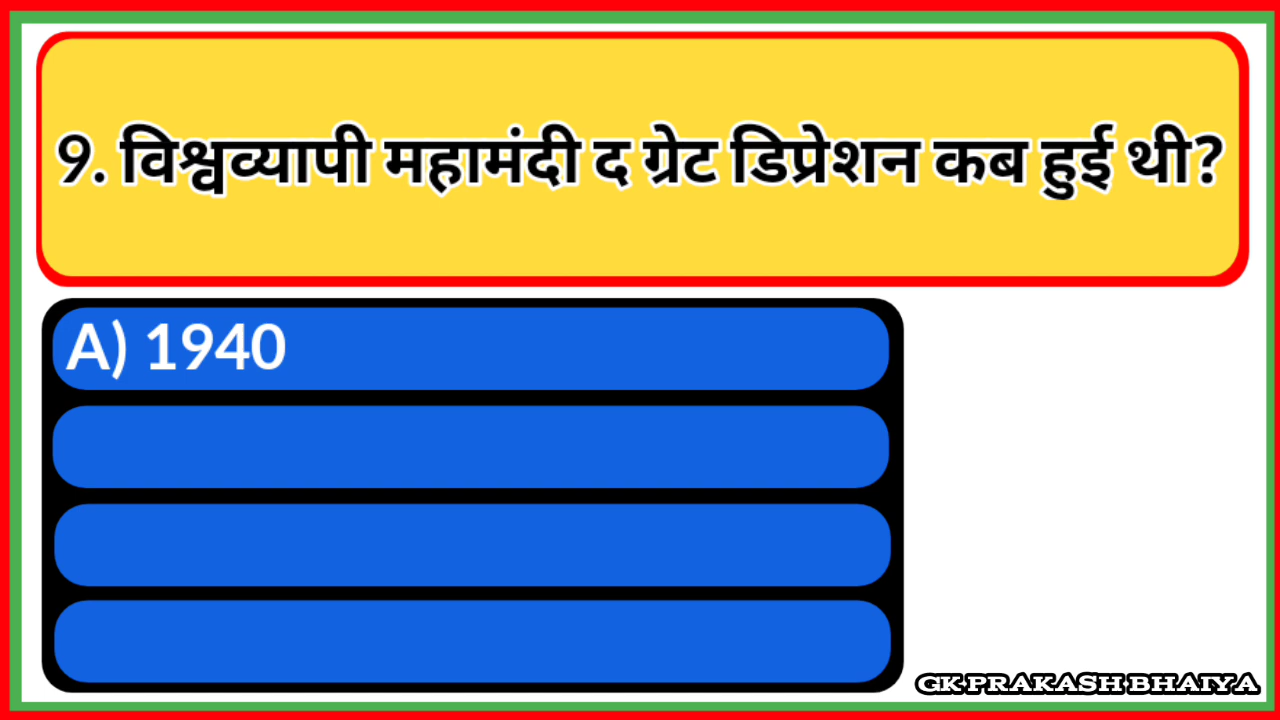 9. विश्वव्यापी महामंदी द ग्रेट डिप्रेशन कब हुई थी?
A) 1940
GK PRAKASH BHAIYA